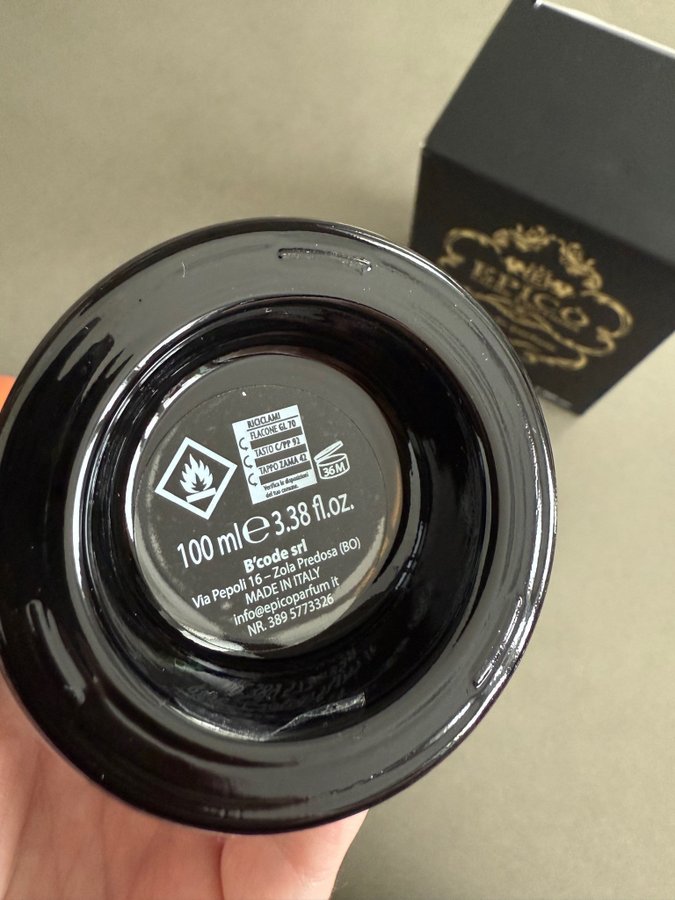 EPICO
RICICLAMI
FLACONE GL 70
TASTO C/PP 92
TAPPO ZAMA 42
Verifica le disposizioni
del tuo comune.
36M
100 ml ℮ 3.38 fl.oz.
B'code srl
Via Pepoli 16 – Zola Predosa (BO)
MADE IN ITALY
info@epicoparfum.it
NR. 389 5773326